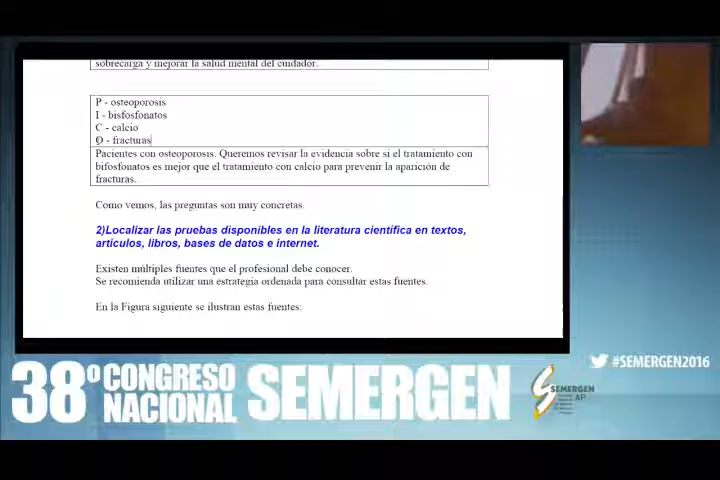 sobrecarga y mejorar la salud mental del cuidador.
P - osteoporosis
I - bisfosfonatos
C - calcio
O - fracturas
Pacientes con osteoporosis. Queremos revisar la evidencia sobre si el tratamiento con
bifosfonatos es mejor que el tratamiento con calcio para prevenir la aparición de
fracturas.
Como vemos, las preguntas son muy concretas.
2)Localizar las pruebas disponibles en la literatura científica en textos,
artículos, libros, bases de datos e internet.
Existen múltiples fuentes que el profesional debe conocer.
Se recomienda utilizar una estrategia ordenada para consultar estas fuentes.
En la Figura siguiente se ilustran estas fuentes:
#SEMERGEN2016
38º CONGRESO
NACIONAL SEMERGEN
SEMERGEN
AP